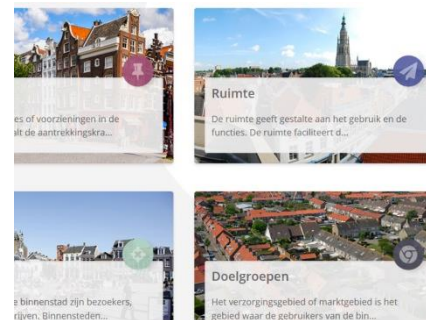 es of voorzieningen in de
alt de aantrekkingskra...
Ruimte
De ruimte geeft gestalte aan het gebruik en de
functies. De ruimte faciliteert d...
e binnenstad zijn bezoekers,
rijven. Binnensteden...
Doelgroepen
Het verzorgingsgebied of marktgebied is het
gebied waar de gebruikers van de bin...